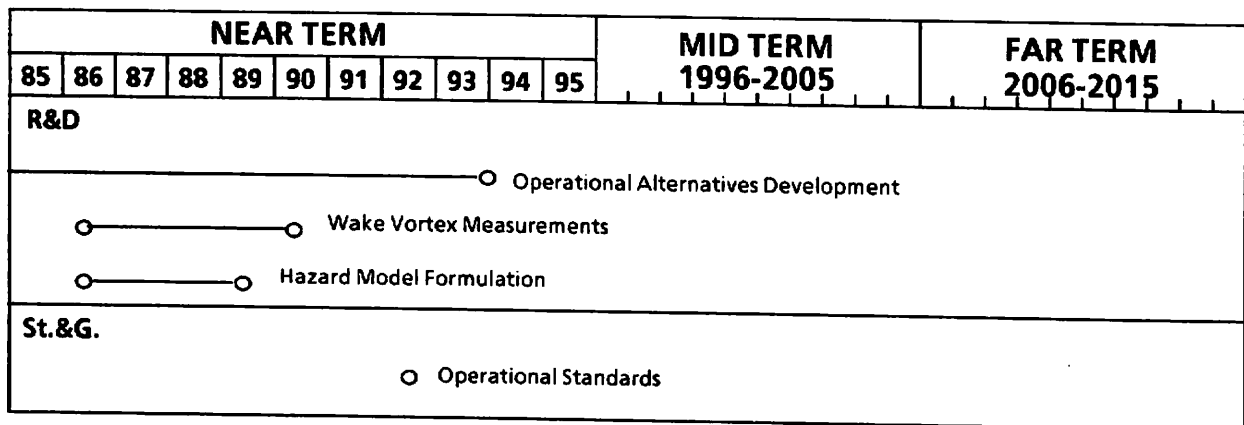 NEAR TERM
MID TERM
1996-2005
FAR TERM
2006-2015
85 86 87 88 89 90 91 92 93 94 95
R&D
Operational Alternatives Development
Wake Vortex Measurements
Hazard Model Formulation
St.&G.
Operational Standards